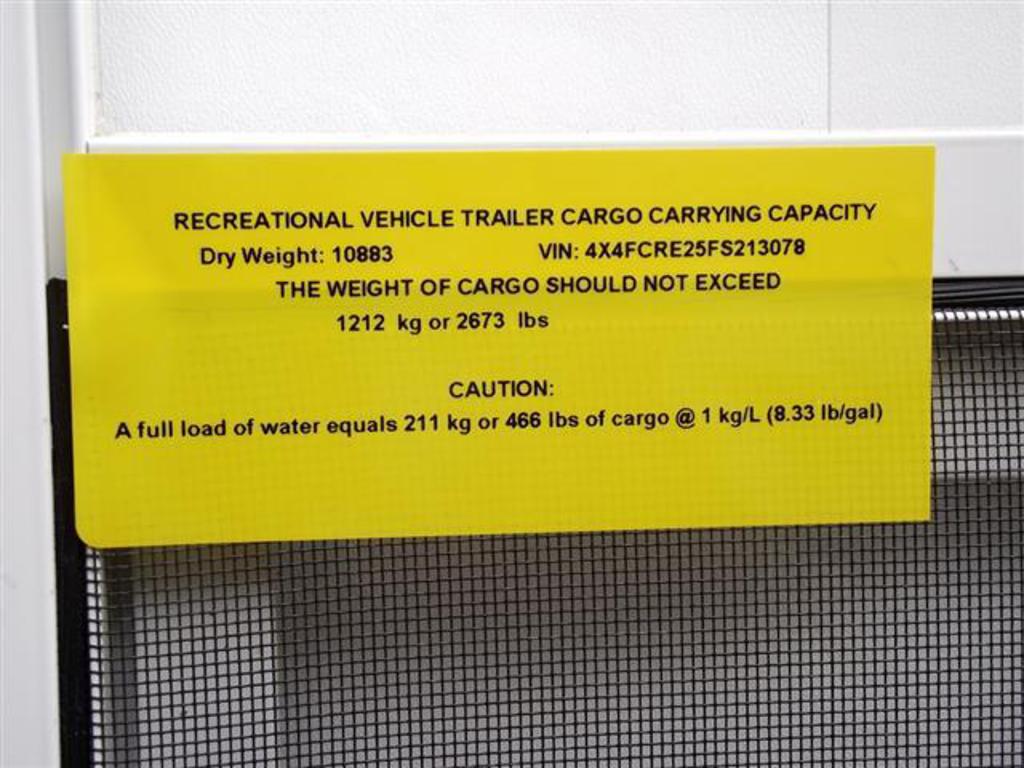 RECREATIONAL VEHICLE TRAILER CARGO CARRYING CAPACITY
Dry Weight: 10883 VIN: 4X4FCRE25FS213078
THE WEIGHT OF CARGO SHOULD NOT EXCEED
1212 kg or 2673 lbs
CAUTION:
A full load of water equals 211 kg or 466 lbs of cargo @ 1 kg/L (8.33 lb/gal)